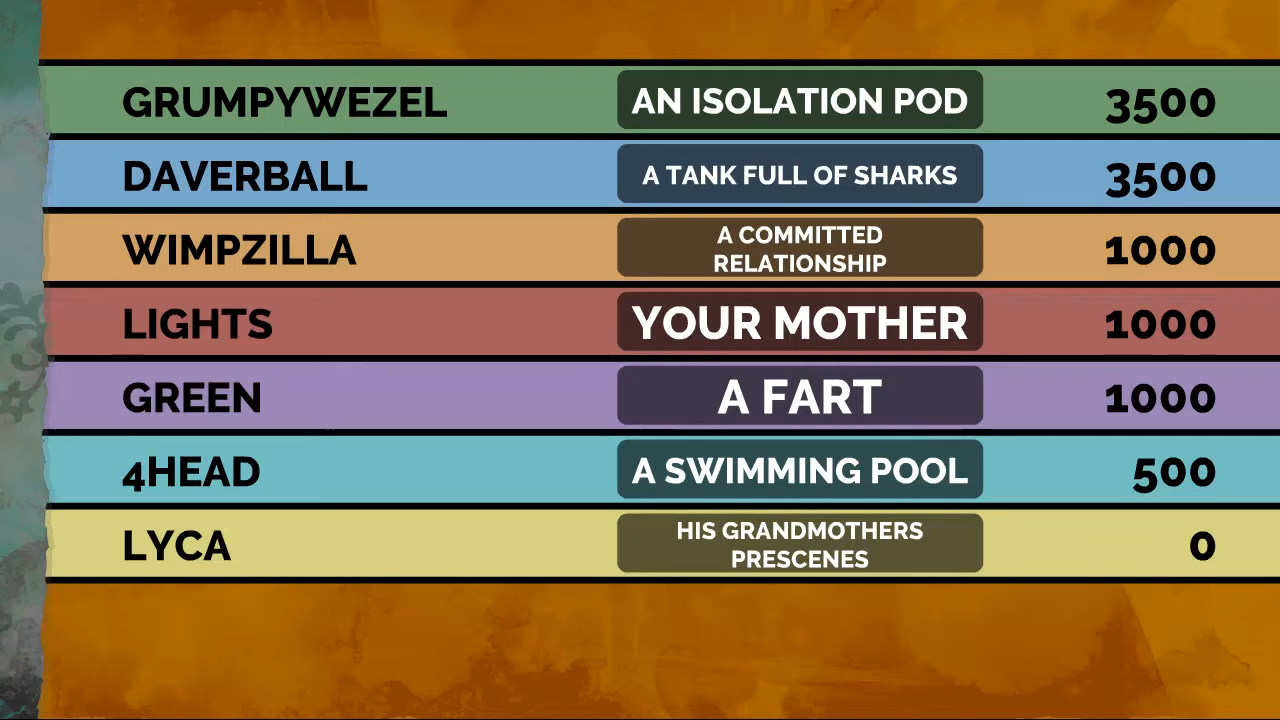 GRUMPYWEZEL AN ISOLATION POD 3500
DAVERBALL A TANK FULL OF SHARKS 3500
WIMPZILLA A COMMITTED RELATIONSHIP 1000
LIGHTS YOUR MOTHER 1000
GREEN A FART 1000
4HEAD A SWIMMING POOL 500
LYCA HIS GRANDMOTHERS PRESCENES 0